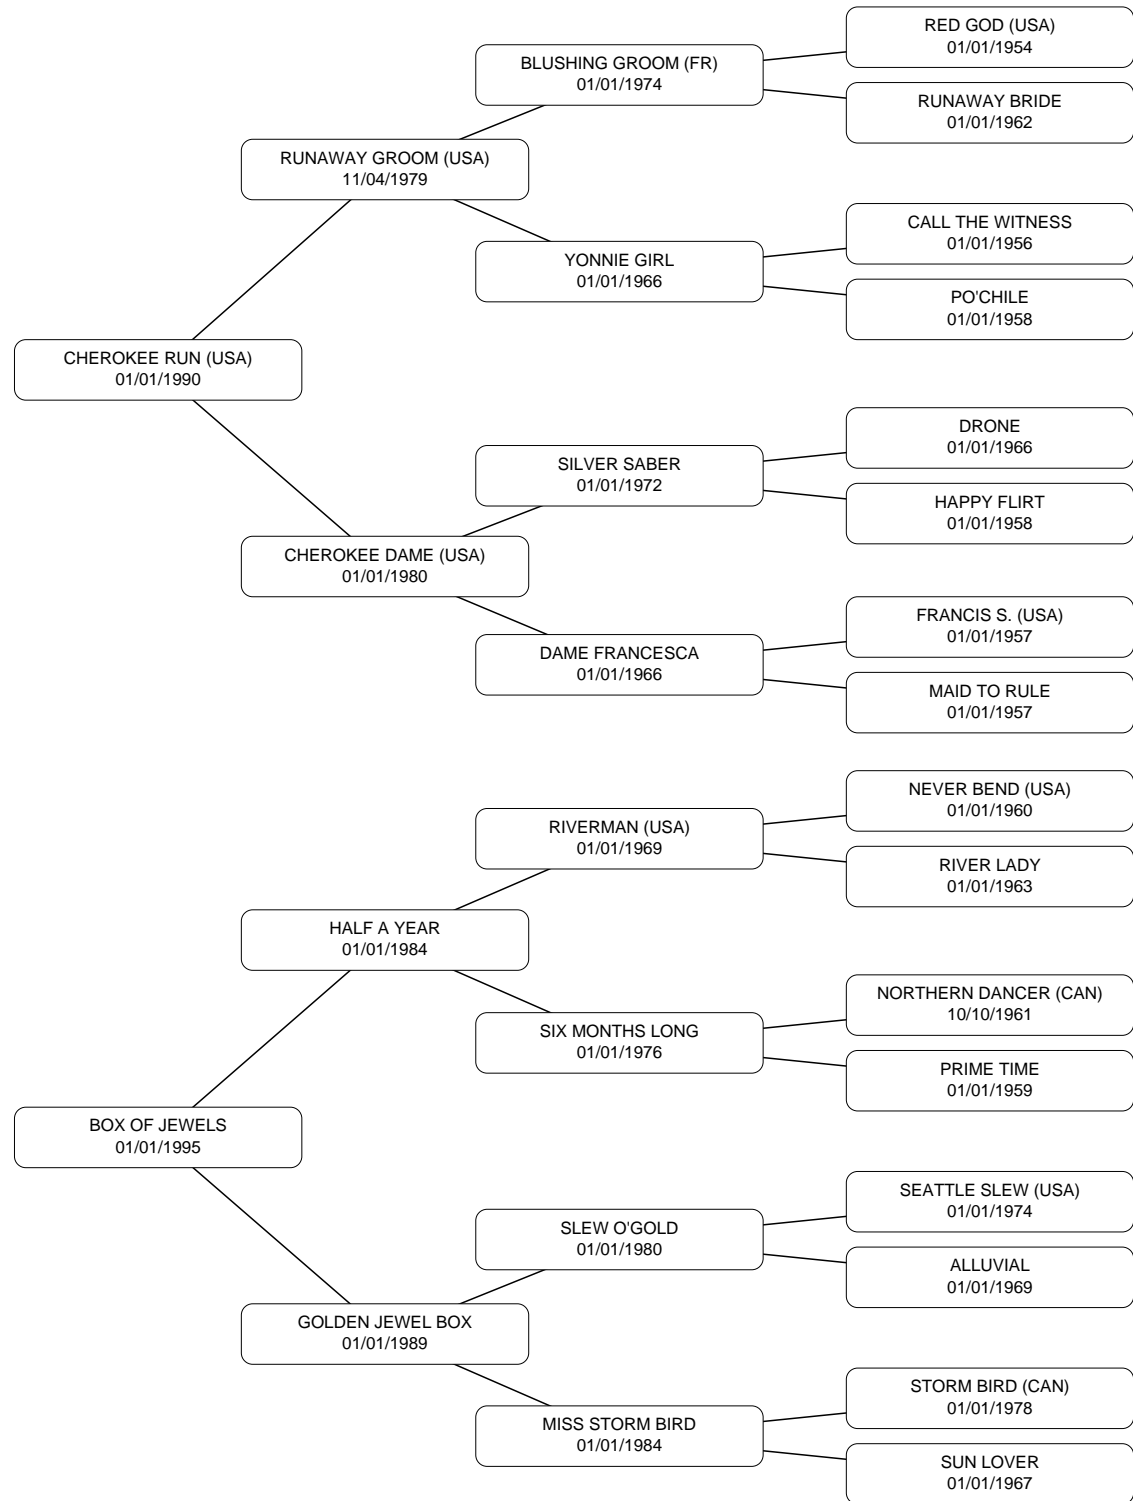 RED GOD (USA)
01/01/1954
BLUSHING GROOM (FR)
01/01/1974
RUNAWAY BRIDE
01/01/1962
RUNAWAY GROOM (USA)
11/04/1979
CALL THE WITNESS
01/01/1956
YONNIE GIRL
01/01/1966
PO'CHILE
01/01/1958
CHEROKEE RUN (USA)
01/01/1990
DRONE
01/01/1966
SILVER SABER
01/01/1972
HAPPY FLIRT
01/01/1958
CHEROKEE DAME (USA)
01/01/1980
FRANCIS S. (USA)
01/01/1957
DAME FRANCESCA
01/01/1966
MAID TO RULE
01/01/1957
NEVER BEND (USA)
01/01/1960
RIVERMAN (USA)
01/01/1969
RIVER LADY
01/01/1963
HALF A YEAR
01/01/1984
NORTHERN DANCER (CAN)
10/10/1961
SIX MONTHS LONG
01/01/1976
PRIME TIME
01/01/1959
BOX OF JEWELS
01/01/1995
SEATTLE SLEW (USA)
01/01/1974
SLEW O'GOLD
01/01/1980
ALLUVIAL
01/01/1969
GOLDEN JEWEL BOX
01/01/1989
STORM BIRD (CAN)
01/01/1978
MISS STORM BIRD
01/01/1984
SUN LOVER
01/01/1967